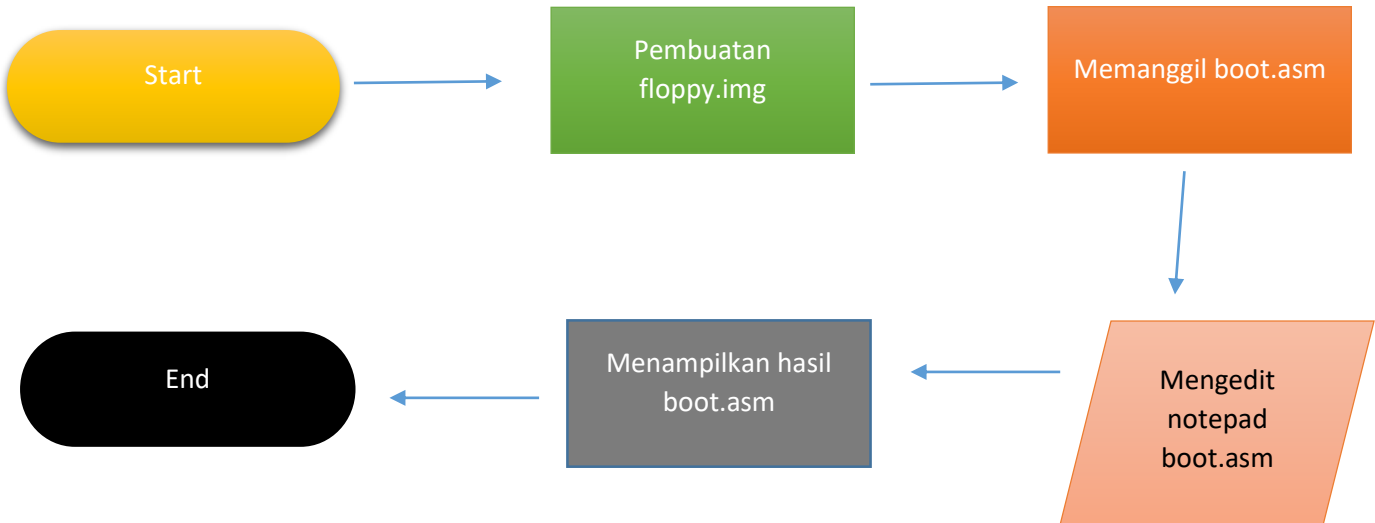 Start
Pembuatan
floppy.img
Memanggil boot.asm
Mengedit
notepad
boot.asm
Menampilkan hasil
boot.asm
End